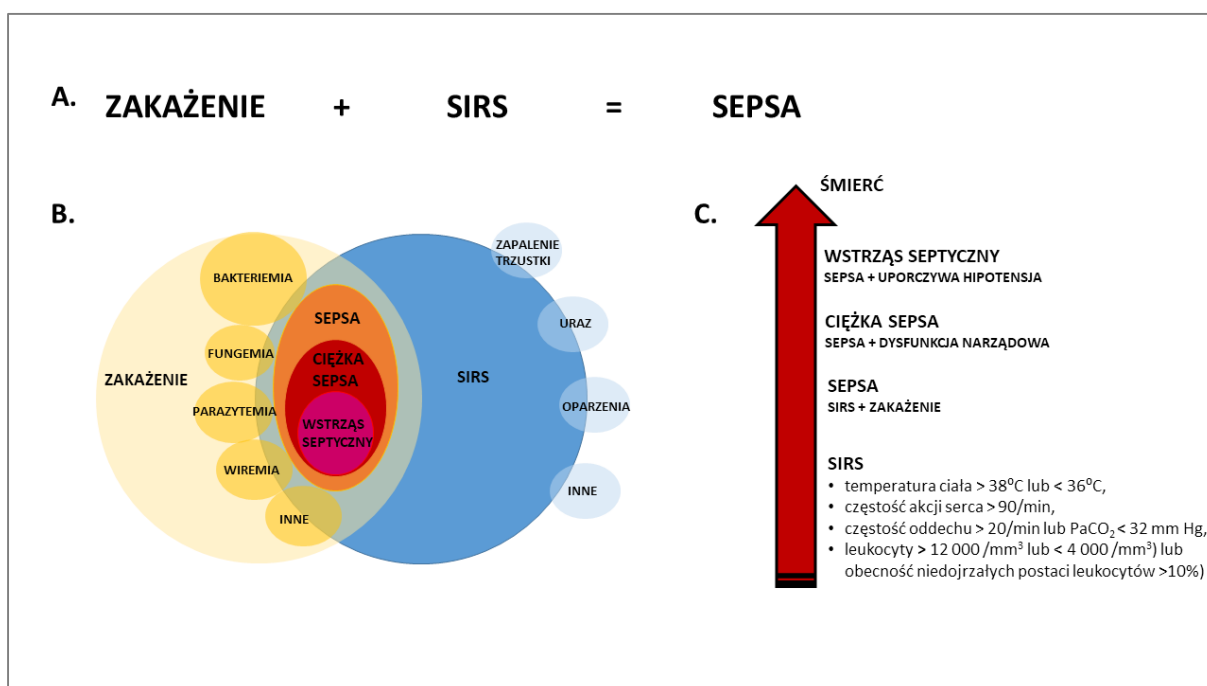 A. ZAKAŻENIE + SIRS = SEPSA
B.
ZAKAŻENIE
BAKTERIEMIA
FUNGEMIA
PARAZYTEMIA
WIREMIA
INNE
SEPSA
CIĘŻKA
SEPSA
WSTRZĄS
SEPTYCZNY
SIRS
ZAPALENIE
TRZUSTKI
URAZ
OPARZENIA
INNE
C.
ŚMIERĆ
WSTRZĄS SEPTYCZNY
SEPSA + UPORCZYWA HIPOTENSJA
CIĘŻKA SEPSA
SEPSA + DYSFUNKCJA NARZĄDOWA
SEPSA
SIRS + ZAKAŻENIE
SIRS
• temperatura ciała > 38⁰C lub < 36⁰C,
• częstość akcji serca > 90/min,
• częstość oddechu > 20/min lub PaCO₂ < 32 mm Hg,
• leukocyty > 12 000 /mm³ lub < 4 000 /mm³) lub
obecność niedojrzałych postaci leukocytów >10%)